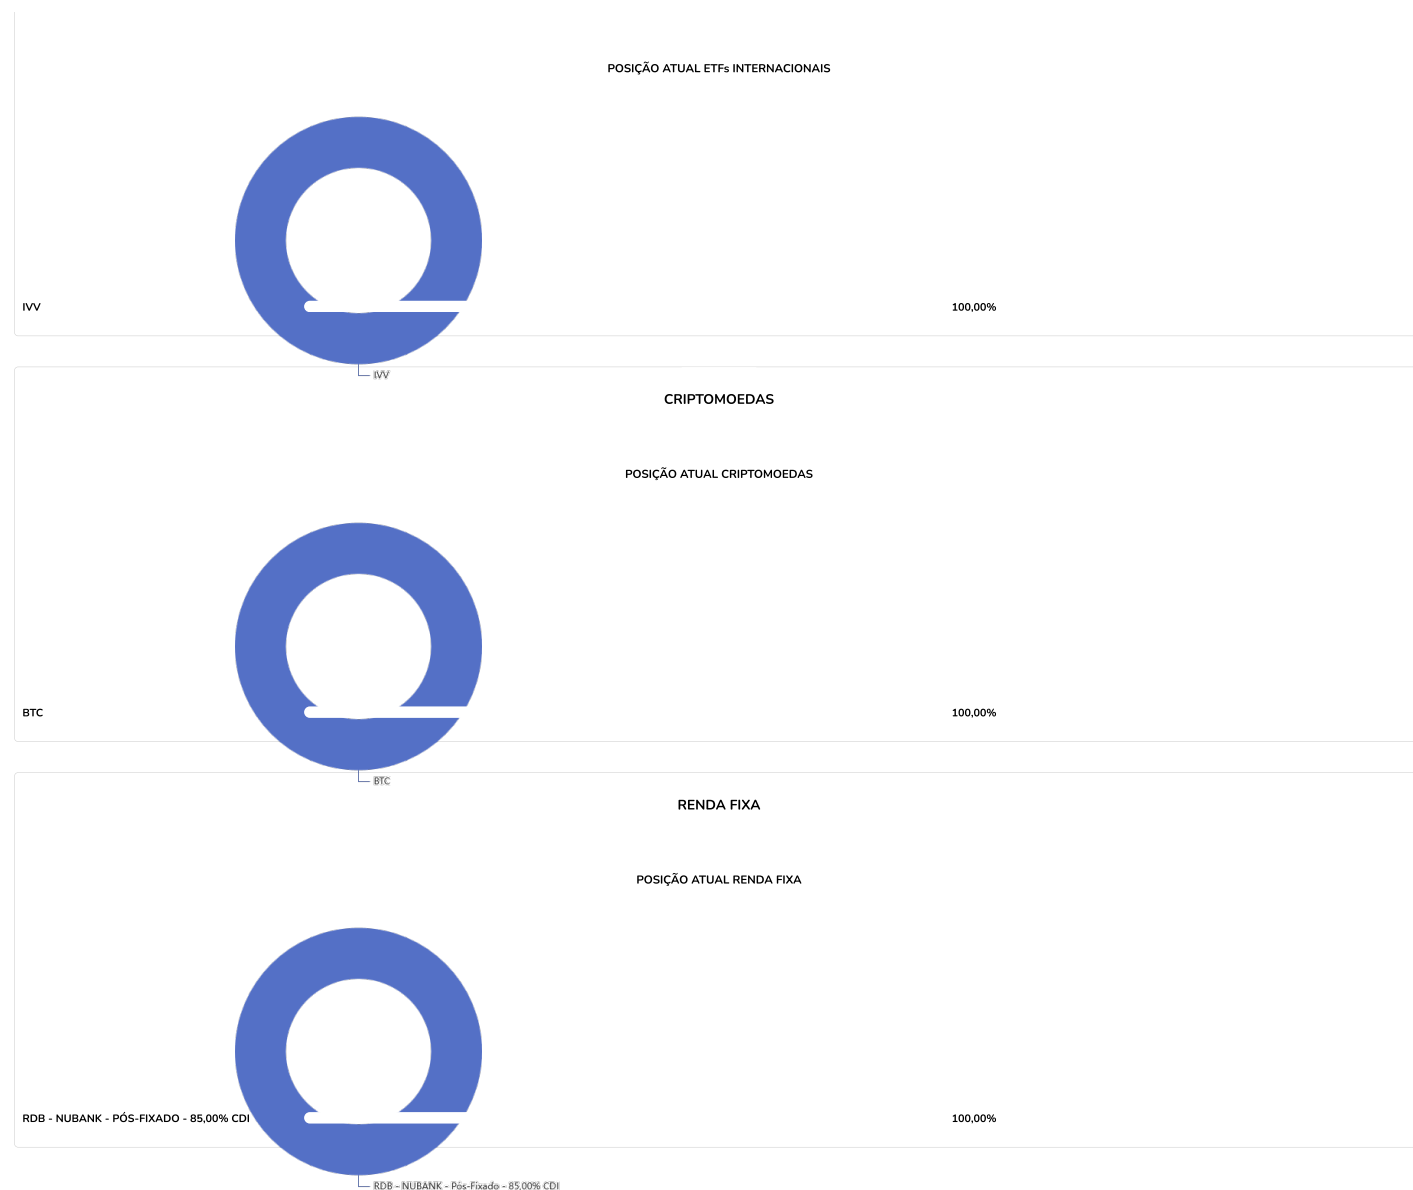 POSIÇÃO ATUAL ETFs INTERNACIONAIS
IVV 100,00%
IVV
CRIPTOMOEDAS
POSIÇÃO ATUAL CRIPTOMOEDAS
BTC 100,00%
BTC
RENDA FIXA
POSIÇÃO ATUAL RENDA FIXA
RDB - NUBANK - PÓS-FIXADO - 85,00% CDI 100,00%
RDB - NUBANK - Pós-Fixado - 85,00% CDI